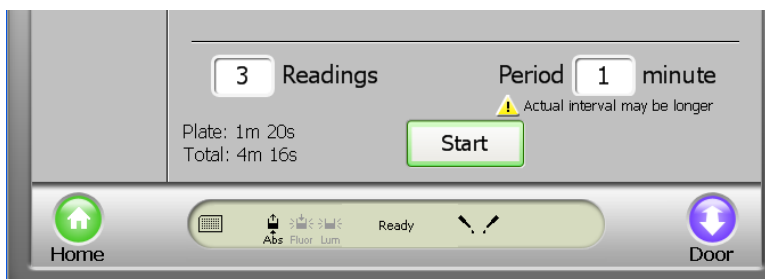 3 Readings Period 1 minute
Actual interval may be longer
Plate: 1m 20s
Total: 4m 16s
Start
Abs Fluor Lum
Ready
Home
Door